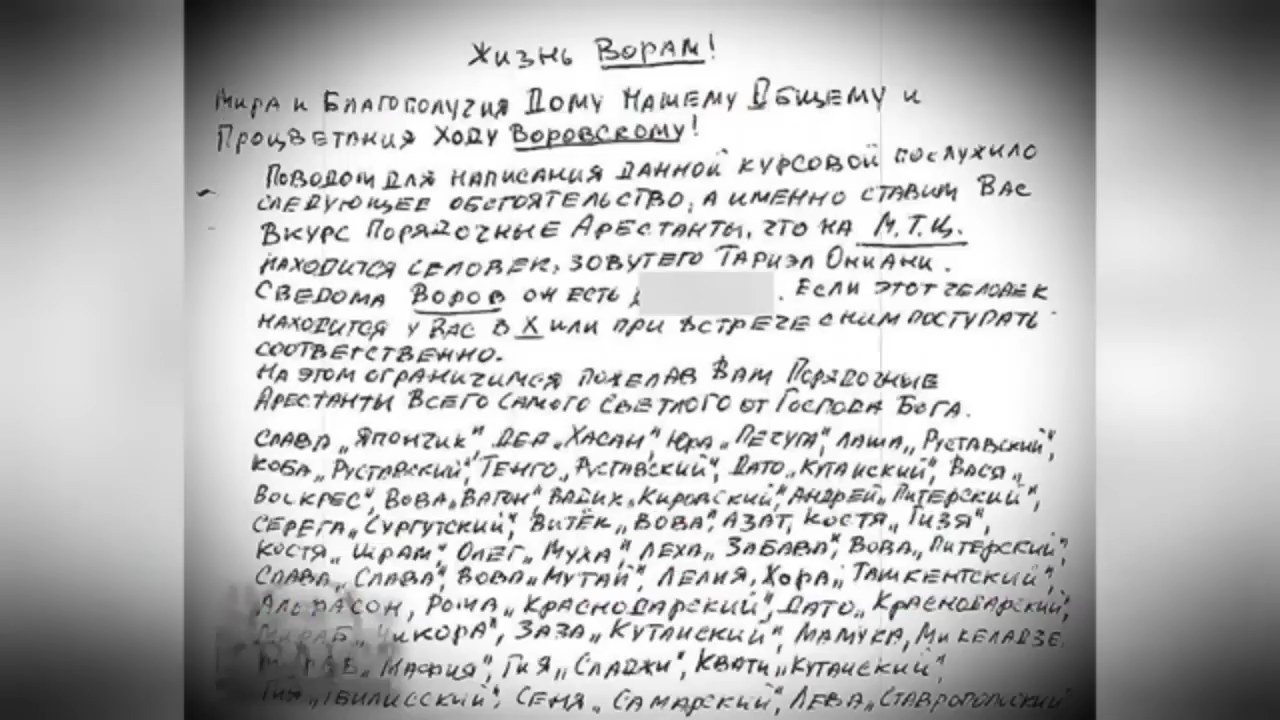 Жизнь Ворам!
Мира и Благополучия Дому Нашему Общему и
Процветания Ходу Воровскому!
Поводом для написания данной курсовой послужило
следующее обстоятельство, а именно ставим Вас
вкурс Порядочные Арестанты, что на М.Т.Ц.
находится человек, зовутего Тариэл Ониани.
Сведома Воров он есть . Если этот человек
находится у Вас в Х или при встрече с ним поступать
соответственно.
На этом ограничимся пожелав Вам Порядочные
Арестанты Всего Самого Светлого от Господа Бога.
Слава „Япончик", Дед „Хасан", Юра „Пичуга", Лаша „Руставский",
Коба „Руставский", Тенго „Руставский", Дато „Кутаиский", Вася „
Воскрес", Вова „Ватон", Вадик „Кировский", Андрей „Питерский",
Серега „Сургутский", Витёк „Вова", Азат, Костя „Гизя",
Костя „Шрам", Олег „Муха", Леха „Забава", Вова „Питерский",
Слава „Слава", Вова „Мутай", Лелия, Хора „Ташкентский",
Альфасон, Рома „Краснодарский", Дато „Краснодарский",
„Чикора", Заза „Кутаиский", Мамука, Микеладзе
„Мафия", Гия „Сладжи", Квати „Кутаиский",
Гия „Тбилисский", Сеня „Самарский", Лева „Ставропольский